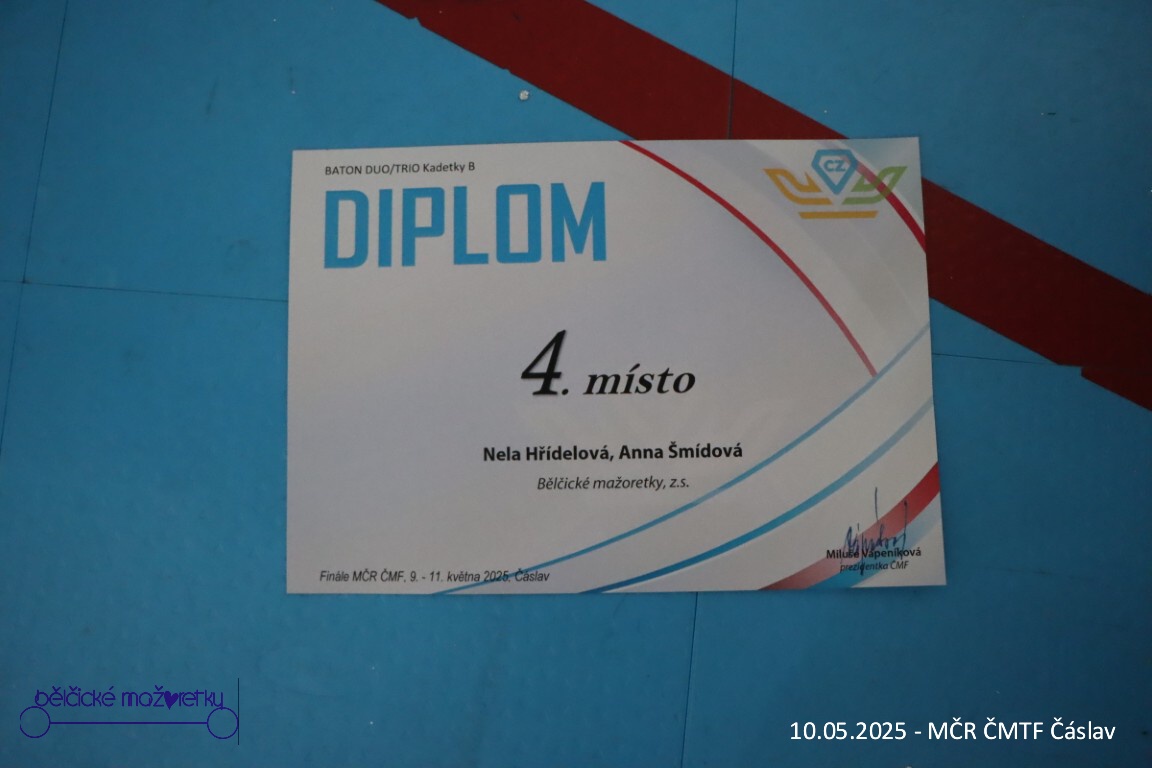 BATON DUO/TRIO Kadetky B
DIPLOM
CZ
4. místo
Nela Hřídelová, Anna Šmídová
Bělčické mažoretky, z.s.
Miluše Vápeníková
prezidentka ČMF
Finále MČR ČMF, 9. - 11. května 2025, Čáslav
bělčické mažoretky
10.05.2025 - MČR ČMTF Čáslav